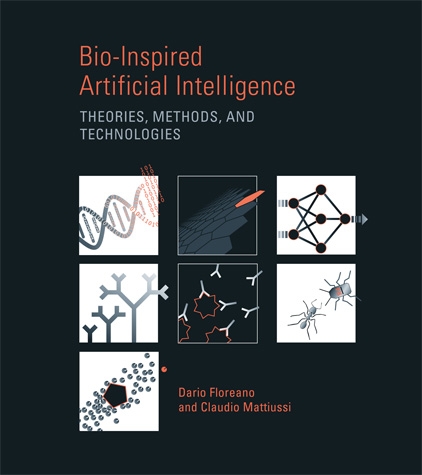 Bio-Inspired
Artificial Intelligence
THEORIES, METHODS, AND
TECHNOLOGIES
Dario Floreano
and Claudio Mattiussi